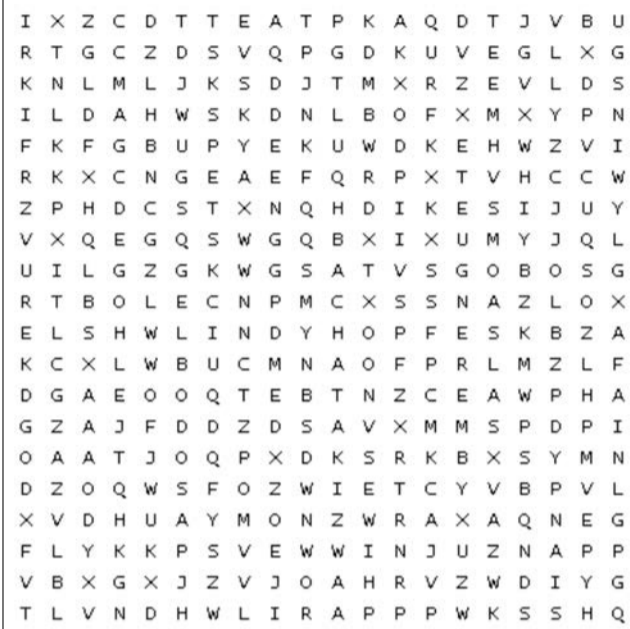 I X Z C D T T E A T P K A Q D T J V B U
R T G C Z D S V Q P G D K U V E G L X G
K N L M L J K S D J T M X R Z E V L D S
I L D A H W S K D N L B O F X M X Y P N
F K F G B U P Y E K U W D K E H W Z V I
R K X C N G E A E F Q R P X T V H C C W
Z P H D C S T X N Q H D I K E S I J U Y
V X Q E G Q S W G Q B X I X U M Y J Q L
U I L G Z G K W G S A T V S G O B O S G
R T B O L E C N P M C X S S N A Z L O X
E L S H W L I N D Y H O P F E S K B Z A
K C X L W B U C M N A O F P R L M Z L F
D G A E O O Q T E B T N Z C E A W P H A
G Z A J F D D Z D S A V X M M S P D P I
O A A T J O Q P X D K S R K B X S Y M N
D Z O Q W S F O Z W I E T C Y V B P V L
X V D H U A Y M O N Z W R A X A Q N E G
F L Y K K P S V E W W I N J U Z N A P P
V B X G X J Z V J O A H R V Z W D I Y G
T L V N D H W L I R A P P P W K S S H Q